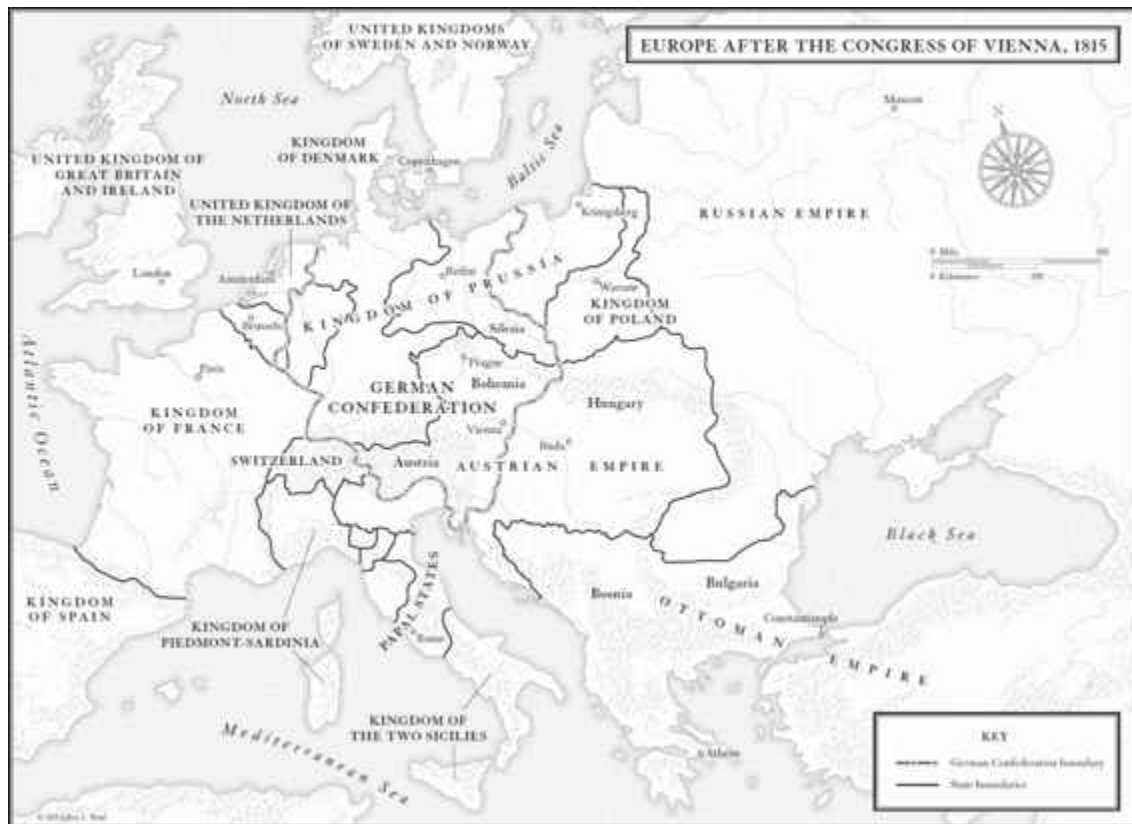 EUROPE AFTER THE CONGRESS OF VIENNA, 1815
UNITED KINGDOMS
OF SWEDEN AND NORWAY
North Sea
Moscow
N
KINGDOM
OF DENMARK
Copenhagen
Baltic Sea
UNITED KINGDOM OF
GREAT BRITAIN
AND IRELAND
UNITED KINGDOM OF
THE NETHERLANDS
Königsberg
RUSSIAN EMPIRE
London
Amsterdam
Berlin
KINGDOM OF PRUSSIA
Warsaw
KINGDOM
OF POLAND
0 Miles
0 Kilometers
Brussels
Silesia
Atlantic Ocean
Paris
Prague
Bohemia
GERMAN
CONFEDERATION
Hungary
KINGDOM
OF FRANCE
Vienna
Buda
SWITZERLAND
Austria
AUSTRIAN EMPIRE
Black Sea
Bosnia
Bulgaria
KINGDOM
OF SPAIN
PAPAL STATES
OTTOMAN EMPIRE
Constantinople
KINGDOM OF
PIEDMONT-SARDINIA
Rome
KINGDOM OF
THE TWO SICILIES
Mediterranean Sea
Athens
KEY
German Confederation boundary
State boundaries